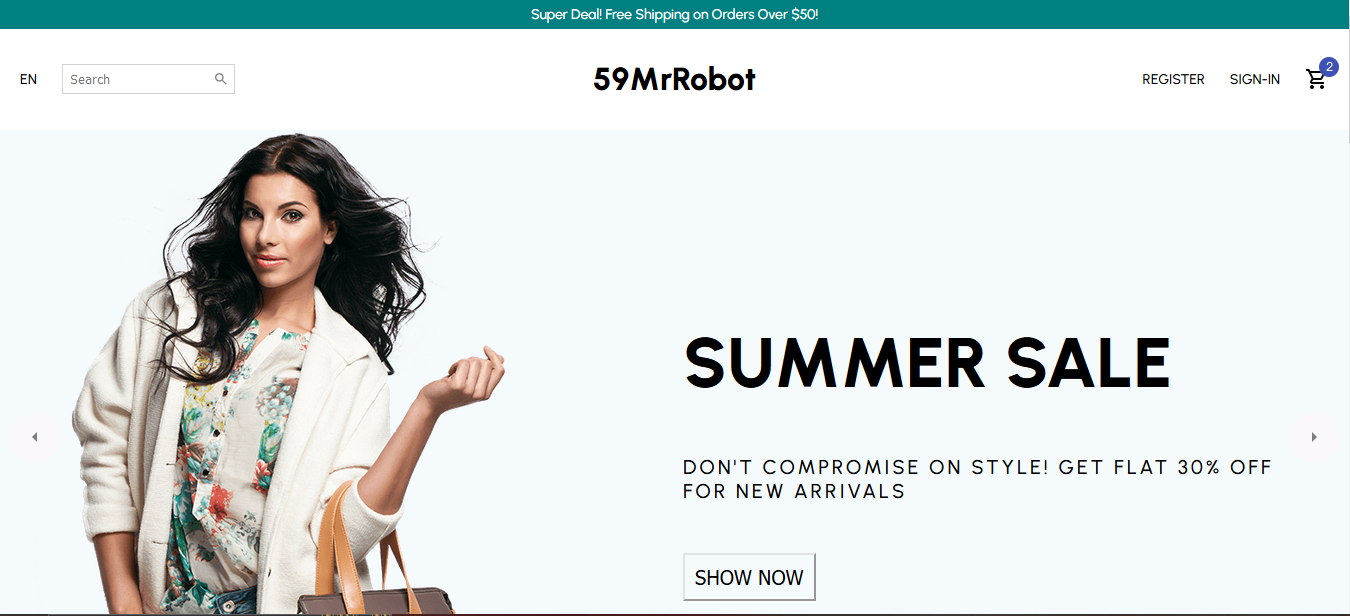 Super Deal! Free Shipping on Orders Over $50!
EN
Search
59MrRobot
REGISTER
SIGN-IN
2
SUMMER SALE
DON'T COMPROMISE ON STYLE! GET FLAT 30% OFF
FOR NEW ARRIVALS
SHOW NOW